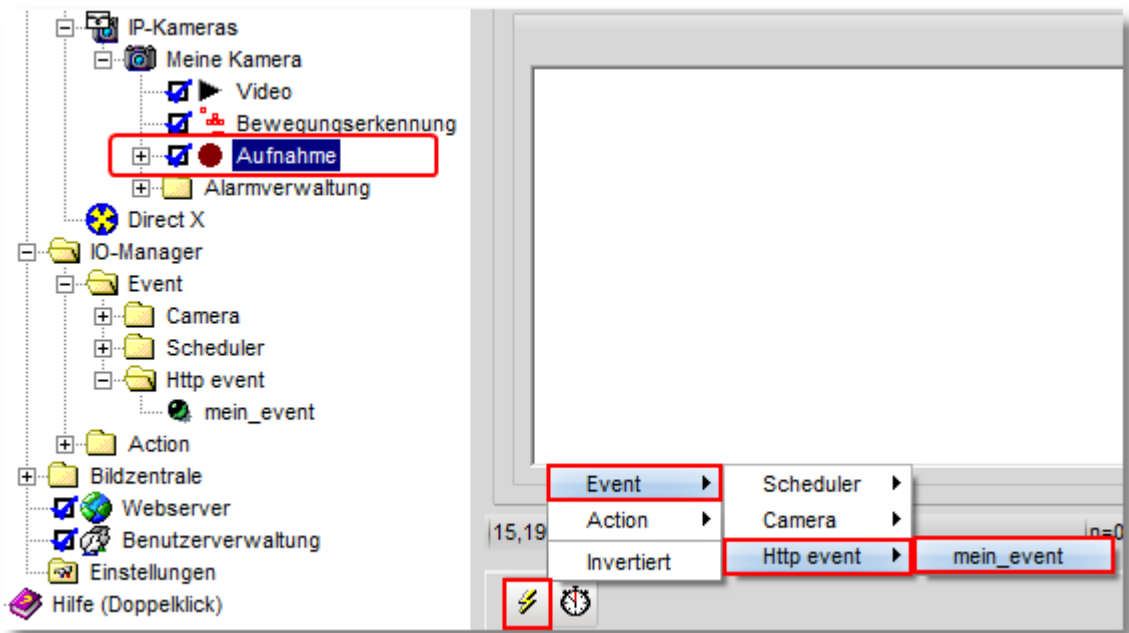 IP-Kameras
Meine Kamera
Video
Bewegungserkennung
Aufnahme
Alarmverwaltung
Direct X
IO-Manager
Event
Camera
Scheduler
Http event
mein_event
Action
Bildzentrale
Webserver
Benutzerverwaltung
Einstellungen
Hilfe (Doppelklick)
Event
Action
Invertiert
Scheduler
Camera
Http event
mein_event
15,19
n=0